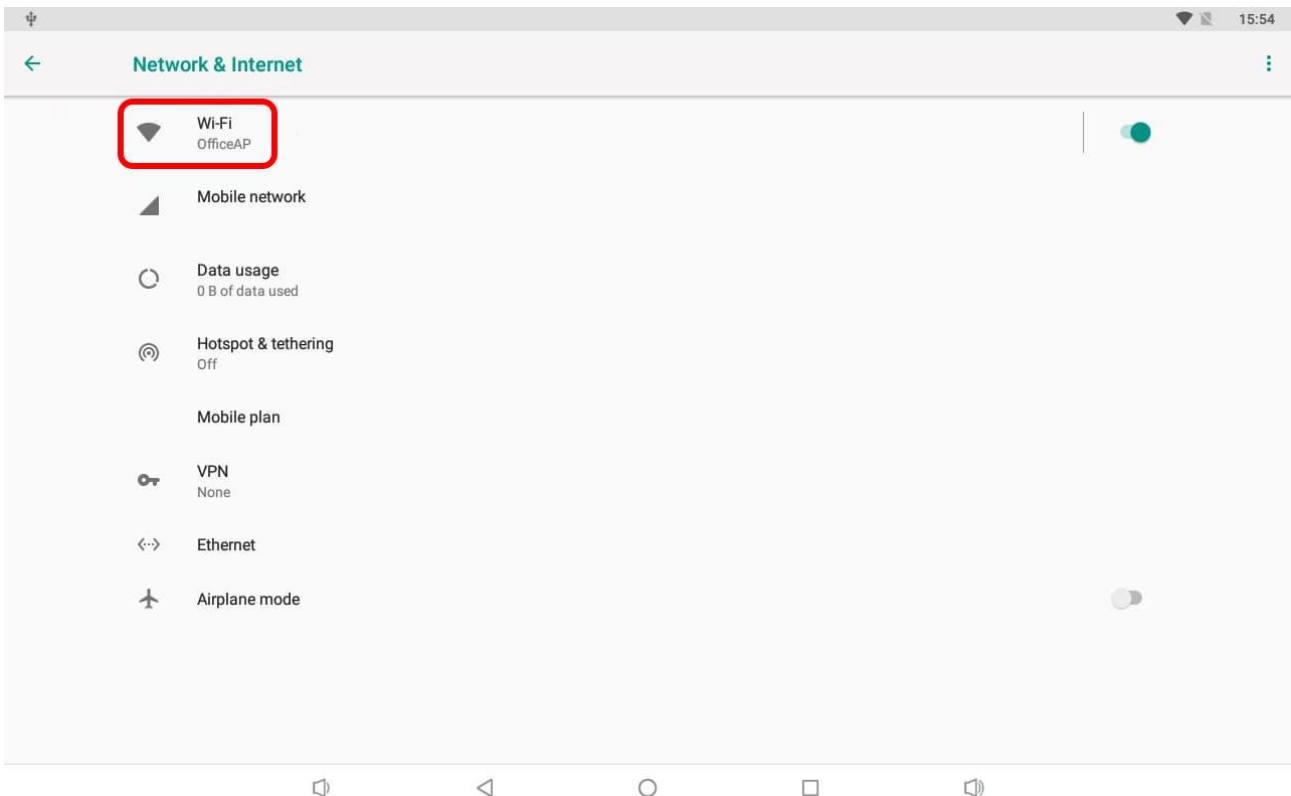 15:54
Network & Internet
Wi-Fi
OfficeAP
Mobile network
Data usage
0 B of data used
Hotspot & tethering
Off
Mobile plan
VPN
None
Ethernet
Airplane mode